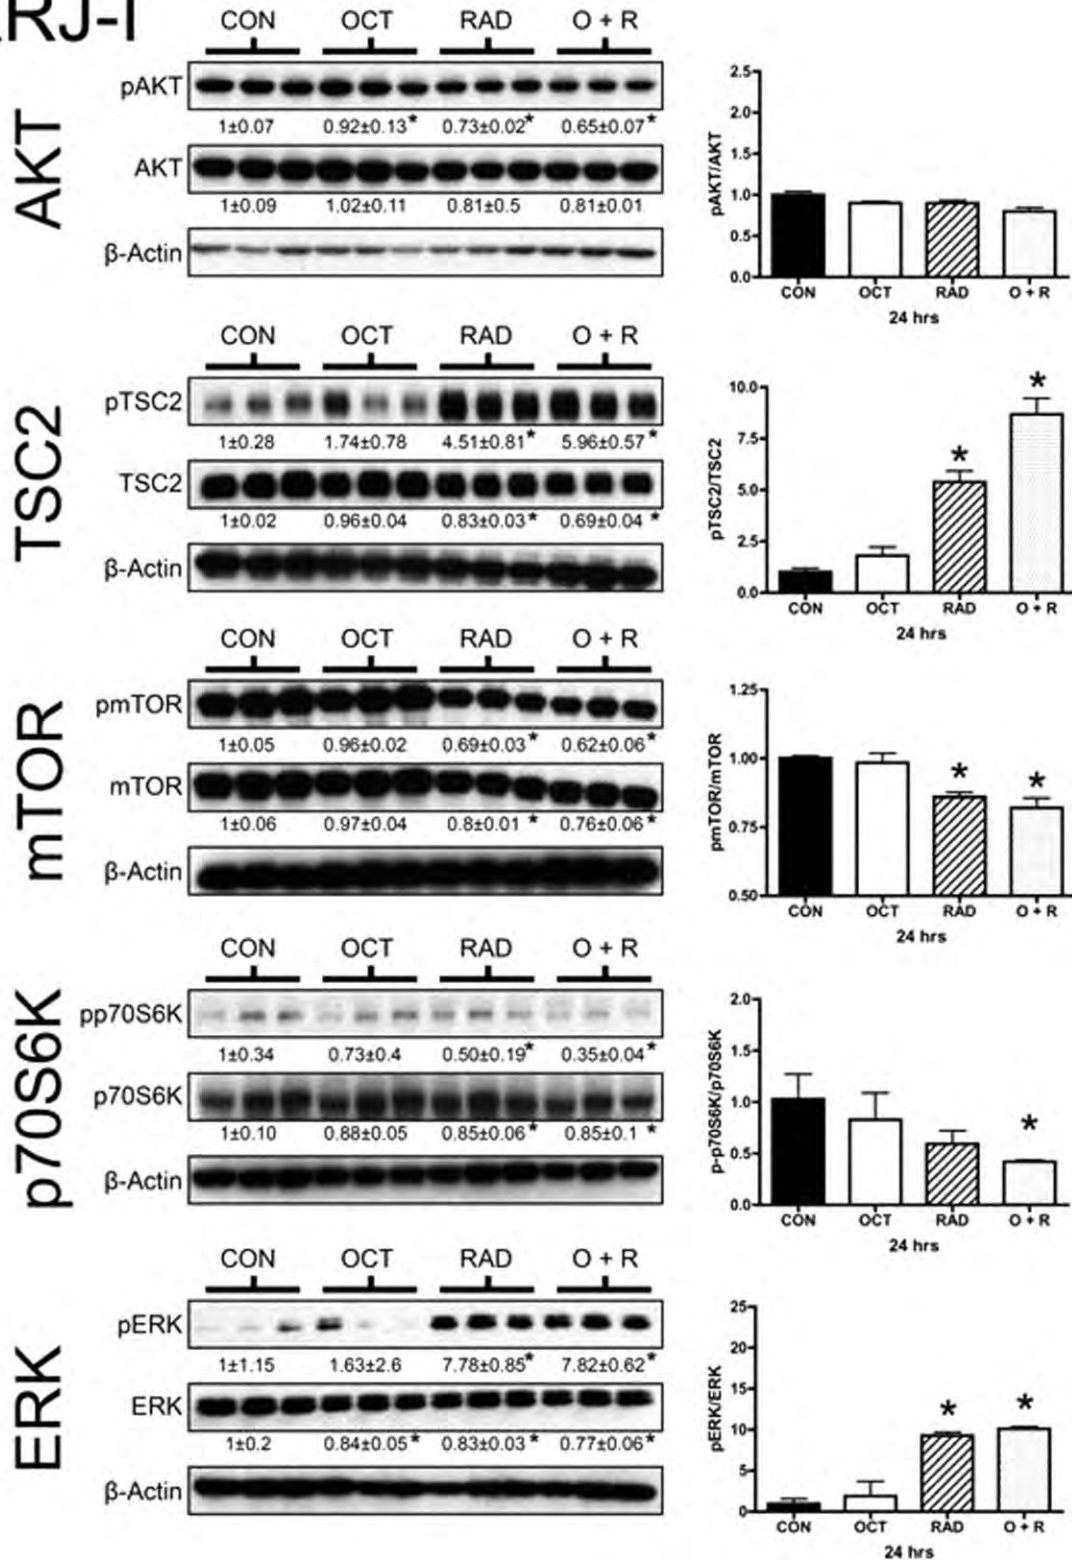 RJ-I
AKT
CON OCT RAD O + R
pAKT
1±0.07 0.92±0.13* 0.73±0.02* 0.65±0.07*
AKT
1±0.09 1.02±0.11 0.81±0.5 0.81±0.01
β-Actin
pAKT/AKT
2.5
2.0
1.5
1.0
0.5
0.0
CON OCT RAD O + R
24 hrs
TSC2
CON OCT RAD O + R
pTSC2
1±0.28 1.74±0.78 4.51±0.81* 5.96±0.57*
TSC2
1±0.02 0.96±0.04 0.83±0.03* 0.69±0.04*
β-Actin
pTSC2/TSC2
10.0
7.5
5.0
2.5
0.0
* *
CON OCT RAD O + R
24 hrs
mTOR
CON OCT RAD O + R
pmTOR
1±0.05 0.96±0.02 0.69±0.03* 0.62±0.06*
mTOR
1±0.06 0.97±0.04 0.8±0.01 * 0.76±0.06*
β-Actin
pmTOR/mTOR
1.25
1.00
0.75
0.50
* *
CON OCT RAD O + R
24 hrs
p70S6K
CON OCT RAD O + R
pp70S6K
1±0.34 0.73±0.4 0.50±0.19* 0.35±0.04*
p70S6K
1±0.10 0.88±0.05 0.85±0.06* 0.85±0.1 *
β-Actin
p-p70S6K/p70S6K
2.0
1.5
1.0
0.5
0.0
*
CON OCT RAD O + R
24 hrs
ERK
CON OCT RAD O + R
pERK
1±1.15 1.63±2.6 7.78±0.85* 7.82±0.62*
ERK
1±0.2 0.84±0.05* 0.83±0.03* 0.77±0.06*
β-Actin
pERK/ERK
25
20
15
10
5
0
* *
CON OCT RAD O + R
24 hrs